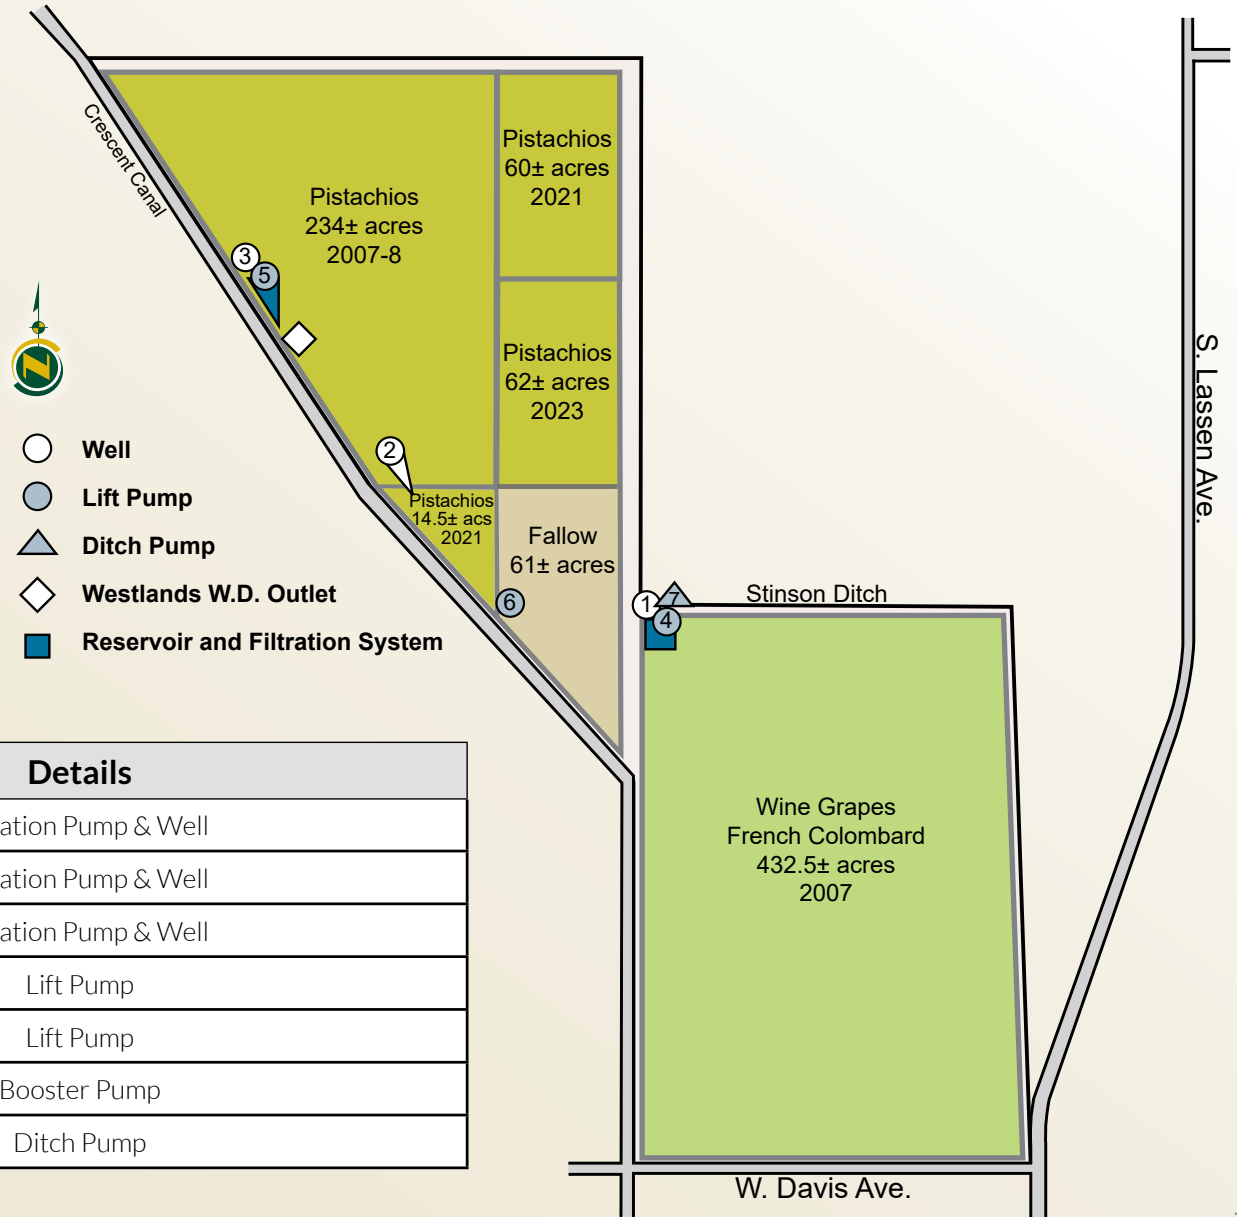 Crescent Canal
Pistachios
234± acres
2007-8
Pistachios
60± acres
2021
Pistachios
62± acres
2023
3
5
2
Pistachios
14.5± acs
2021
Fallow
61± acres
6
1
7
4
Stinson Ditch
S. Lassen Ave.
N
Well
Lift Pump
Ditch Pump
Westlands W.D. Outlet
Reservoir and Filtration System
Wine Grapes
French Colombard
432.5± acres
2007
W. Davis Ave.
Details
ation Pump & Well
ation Pump & Well
ation Pump & Well
Lift Pump
Lift Pump
Booster Pump
Ditch Pump